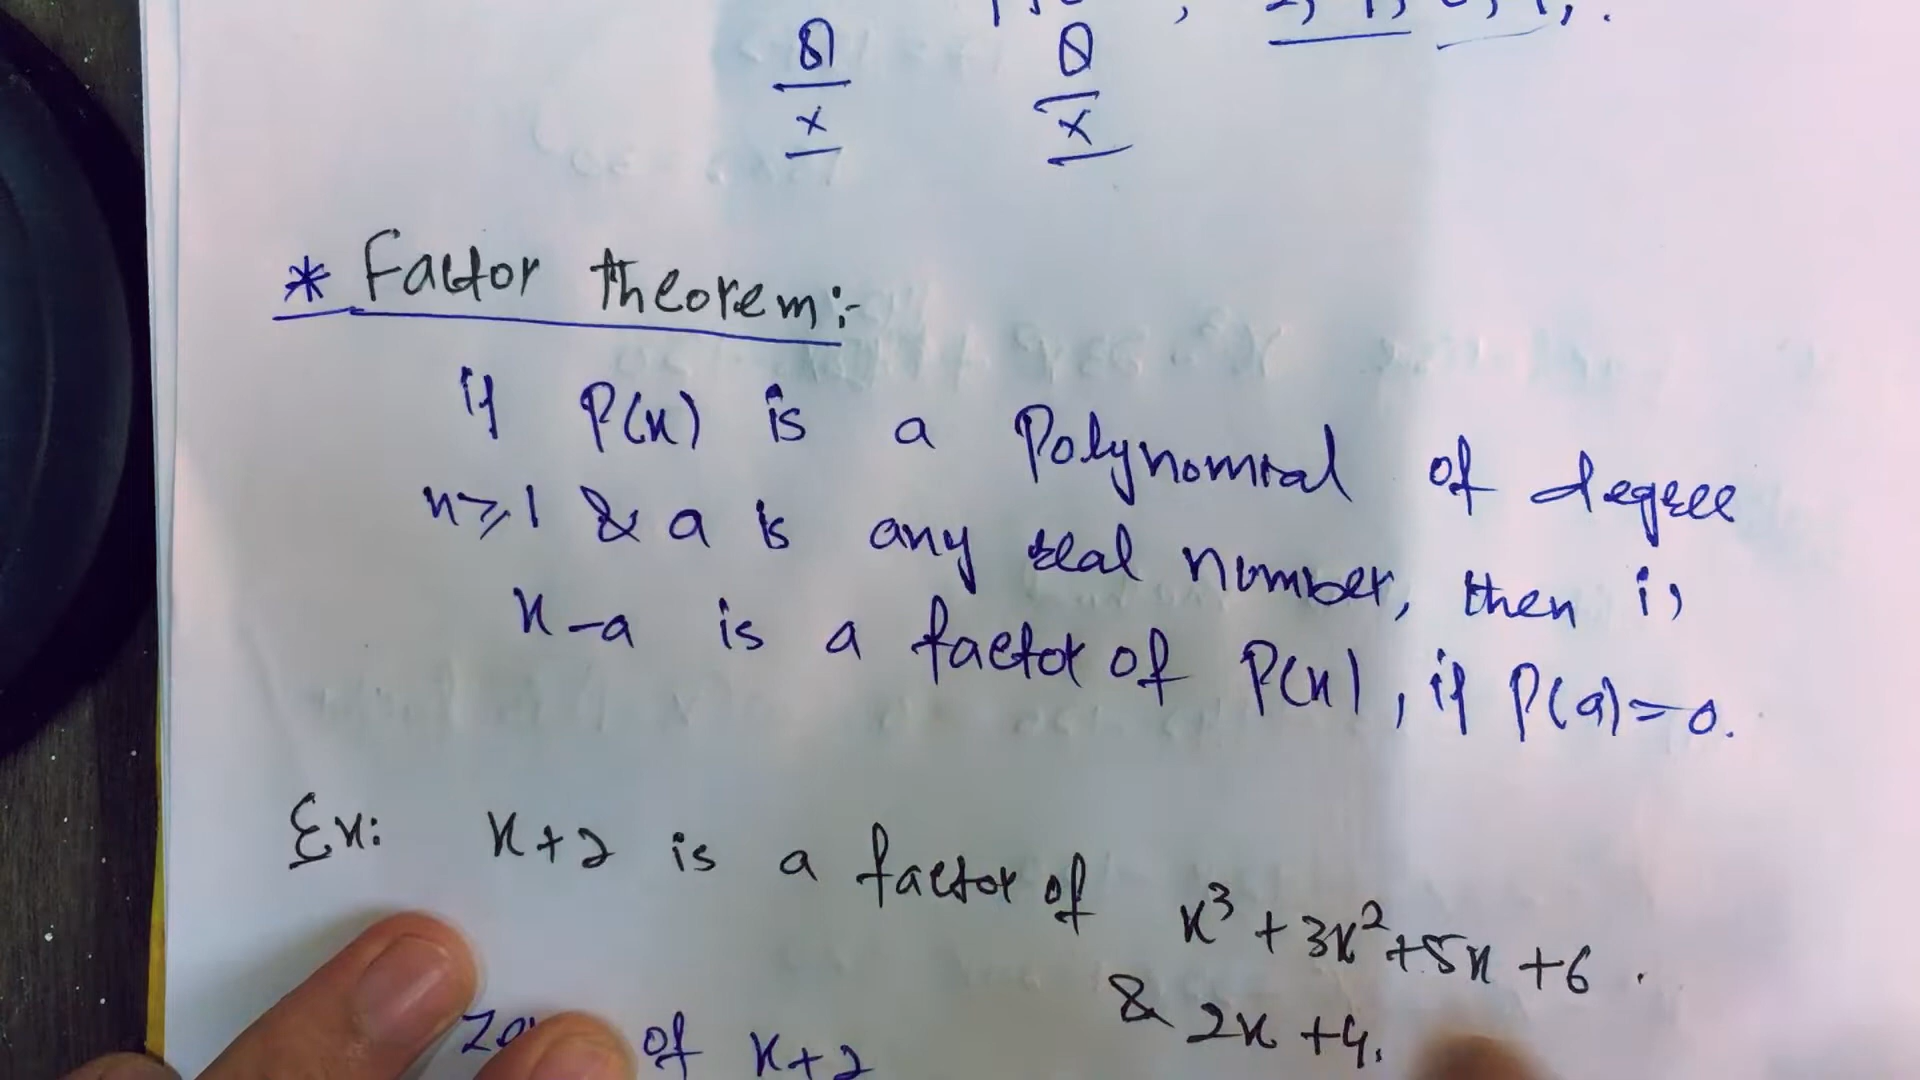 Q Q
x x
* Factor theorem:-
if P(x) is a Polynomial of degree
n≥1 & a is any real number, then i)
x-a is a factor of P(x), if P(a)=0.
Ex: x+2 is a factor of x³+3x²+5x+6.
& 2x+4.
of x+2